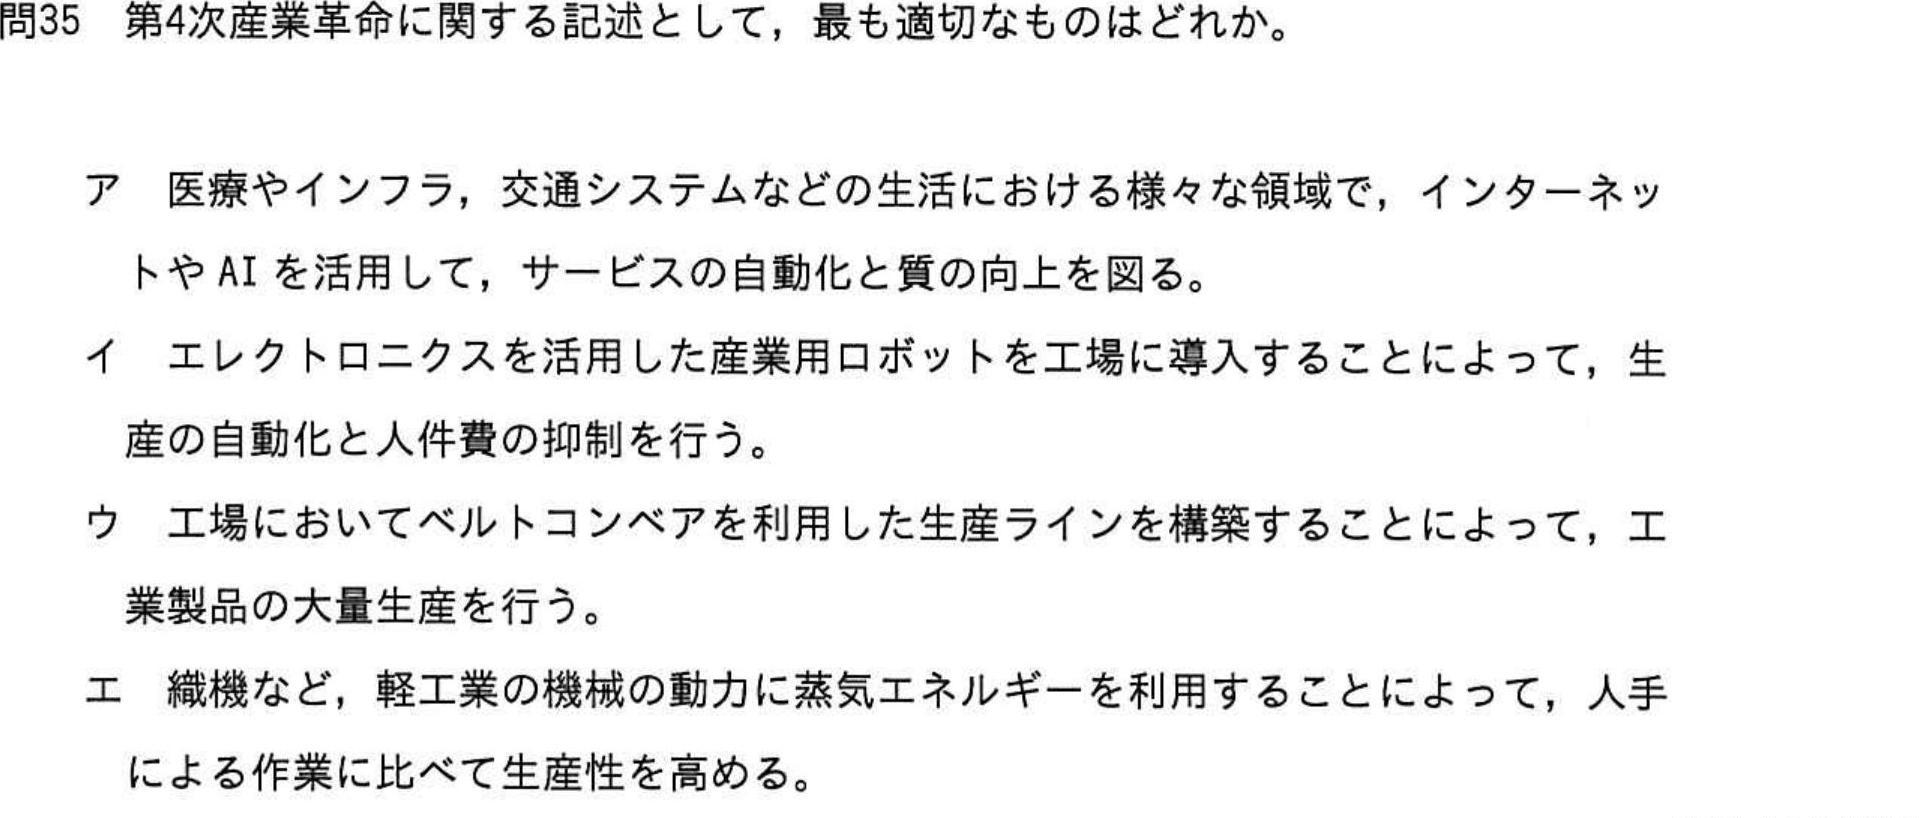 問35　第4次産業革命に関する記述として，最も適切なものはどれか。
ア　医療やインフラ，交通システムなどの生活における様々な領域で，インターネッ
トや AI を活用して，サービスの自動化と質の向上を図る。
イ　エレクトロニクスを活用した産業用ロボットを工場に導入することによって，生
産の自動化と人件費の抑制を行う。
ウ　工場においてベルトコンベアを利用した生産ラインを構築することによって，工
業製品の大量生産を行う。
エ　織機など，軽工業の機械の動力に蒸気エネルギーを利用することによって，人手
による作業に比べて生産性を高める。